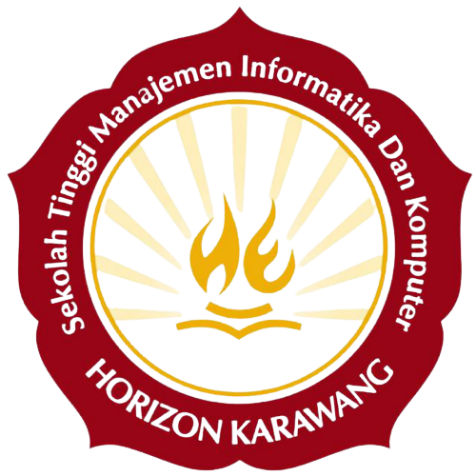 Sekolah Tinggi Manajemen Informatika Dan Komputer
HORIZON KARAWANG